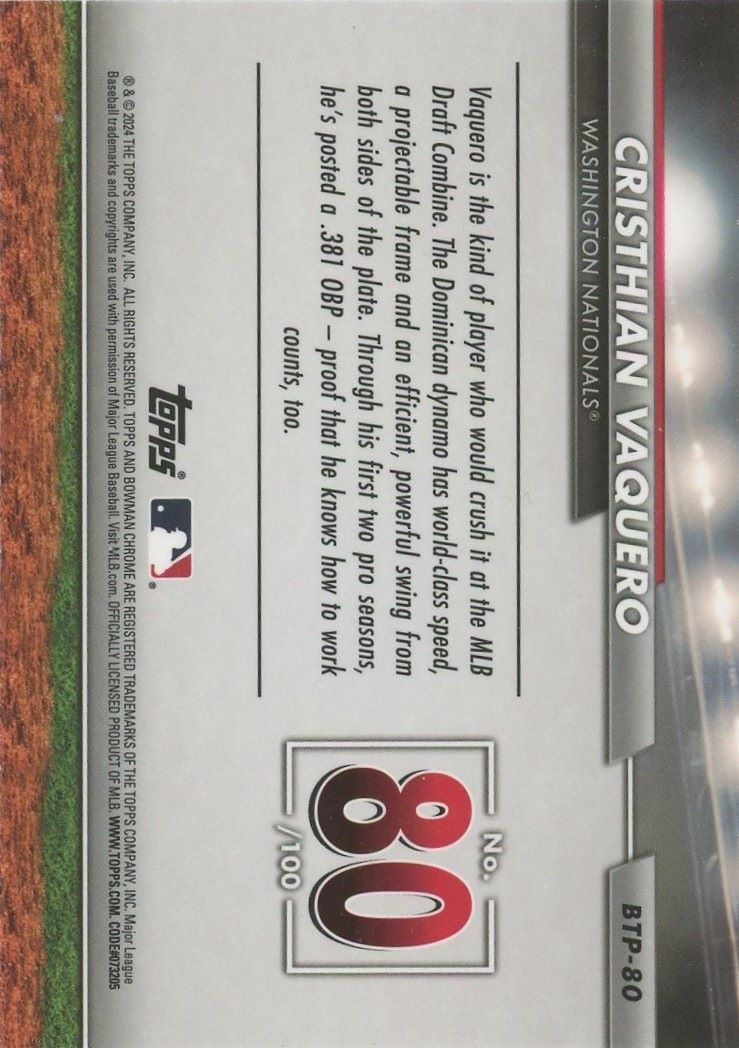 CRISTHIAN VAQUERO
WASHINGTON NATIONALS®
BTP-80
Vaquero is the kind of player who would crush it at the MLB
Draft Combine. The Dominican dynamo has world-class speed,
a projectable frame and an efficient, powerful swing from
both sides of the plate. Through his first two pro seasons,
he's posted a .381 OBP – proof that he knows how to work
counts, too.
No.
80
/100
topps®
® & © 2024 THE TOPPS COMPANY, INC. ALL RIGHTS RESERVED. TOPPS AND BOWMAN CHROME ARE REGISTERED TRADEMARKS OF THE TOPPS COMPANY, INC. Major League
Baseball trademarks and copyrights are used with permission of Major League Baseball. Visit MLB.com. OFFICIALLY LICENSED PRODUCT OF MLB. WWW.TOPPS.COM. CODE#073205